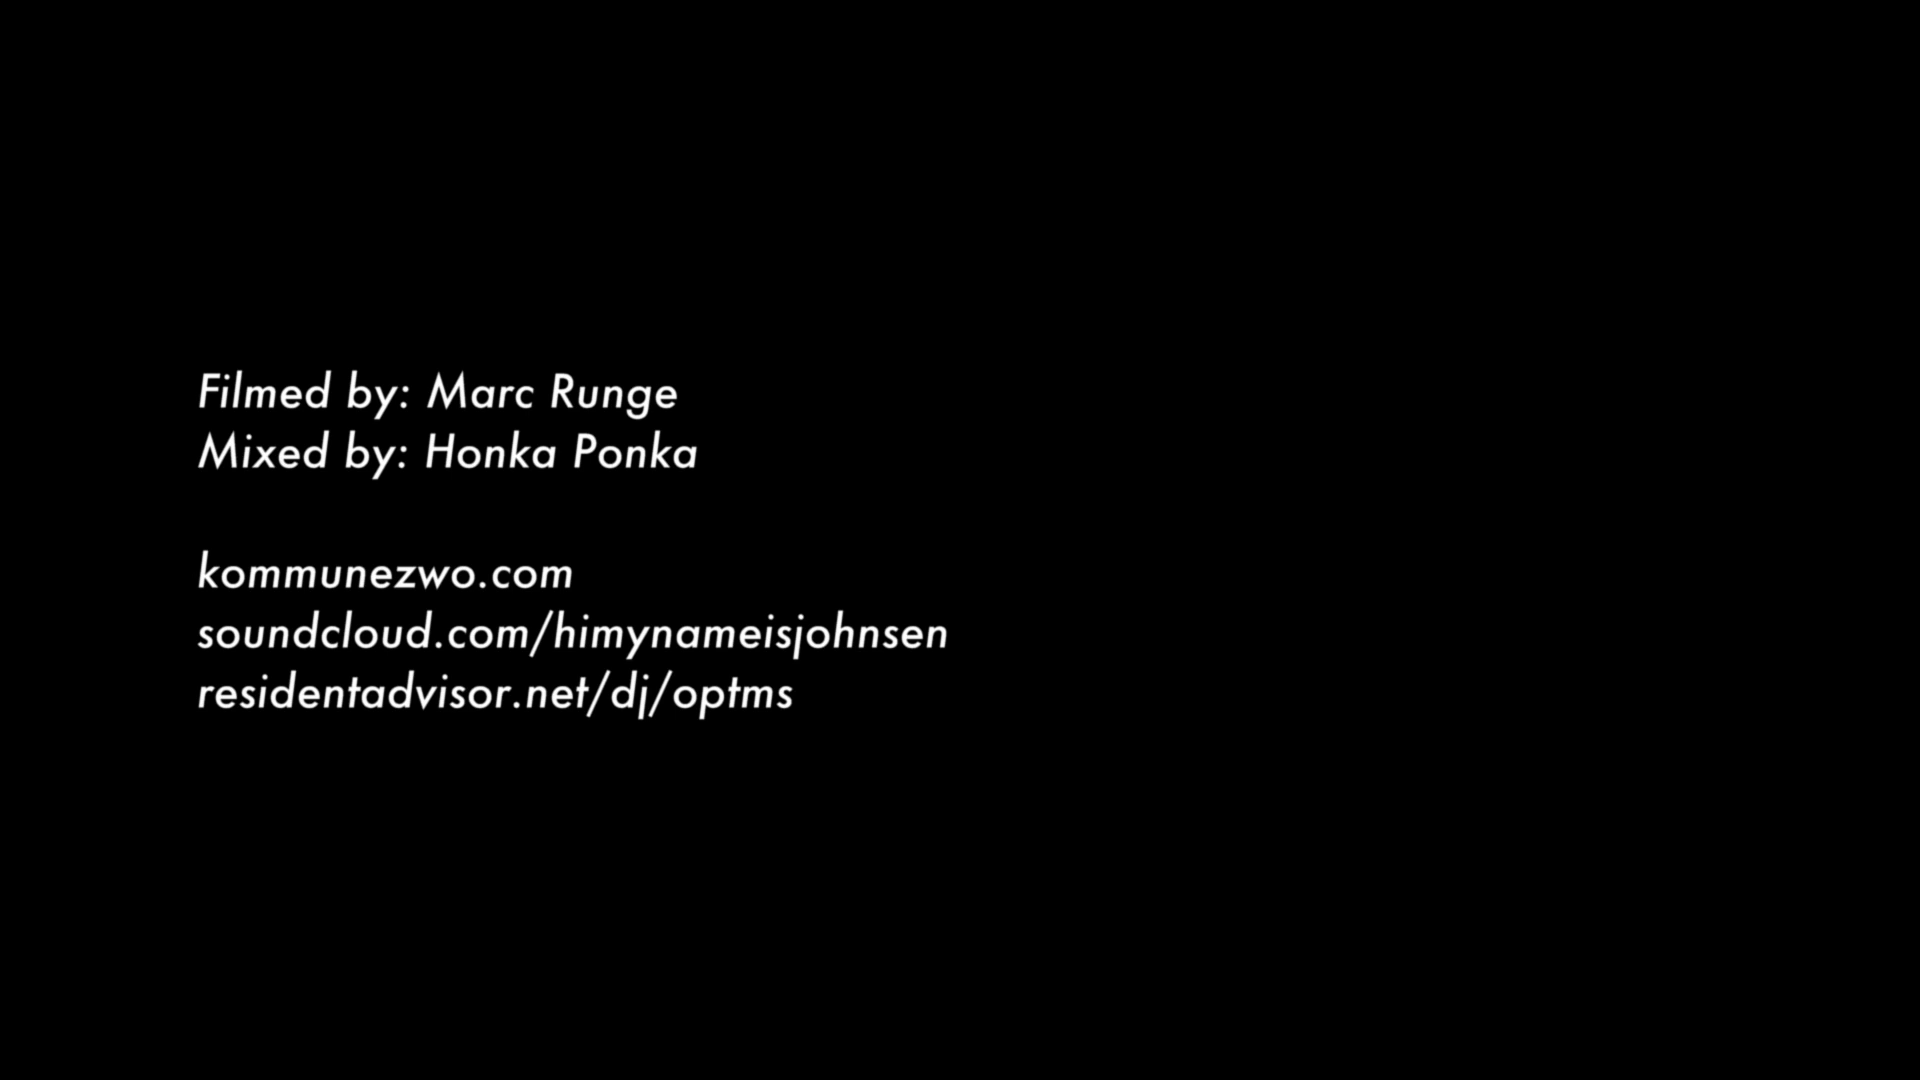 Filmed by: Marc Runge
Mixed by: Honka Ponka
kommunezwo.com
soundcloud.com/himynameisjohnsen
residentadvisor.net/dj/optms